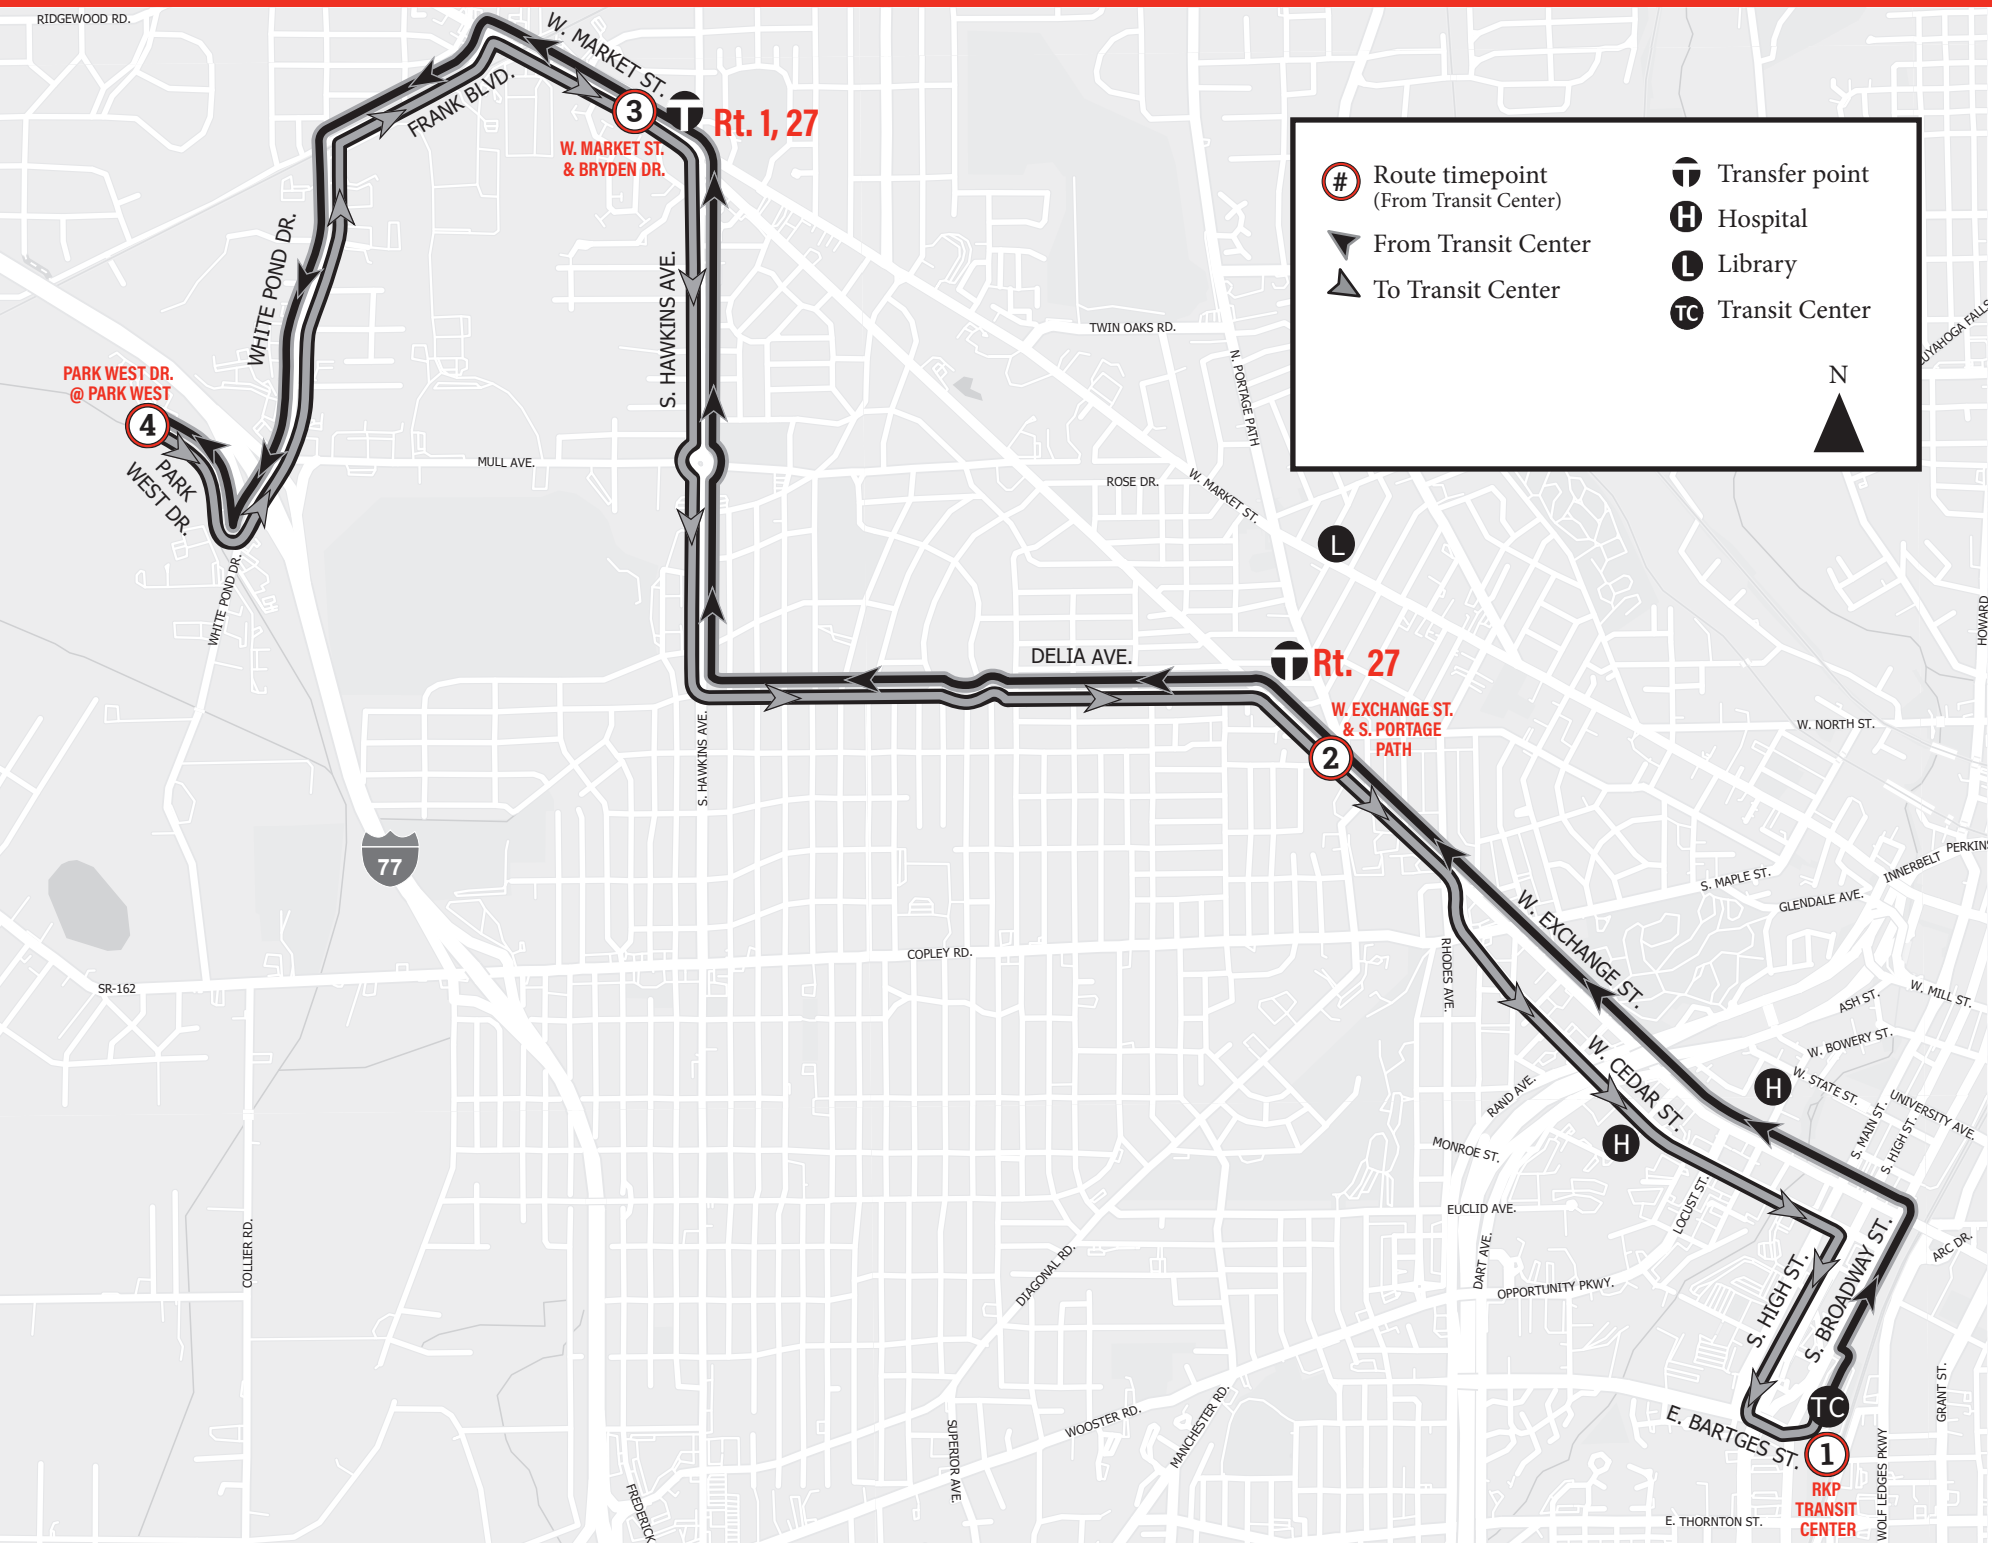 RIDGEWOOD RD.
W. MARKET ST.
FRANK BLVD.
3
T
Rt. 1, 27
W. MARKET ST.
& BRYDEN DR.
# Route timepoint
(From Transit Center)
From Transit Center
To Transit Center
T Transfer point
H Hospital
L Library
TC Transit Center
N
WHITE POND DR.
S. HAWKINS AVE.
TWIN OAKS RD.
N. PORTAGE PATH
CUYAHOGA FALLS
PARK WEST DR.
@ PARK WEST
4
PARK
WEST DR.
MULL AVE.
ROSE DR.
W. MARKET ST.
L
WHITE POND DR.
HOWARD
DELIA AVE.
T
Rt. 27
W. EXCHANGE ST.
& S. PORTAGE
PATH
2
S. HAWKINS AVE.
W. NORTH ST.
77
PERKINS
INNERBELT
S. MAPLE ST.
GLENDALE AVE.
W. EXCHANGE ST.
COPLEY RD.
RHODES AVE.
SR-162
W. MILL ST.
ASH ST.
W. BOWERY ST.
W. CEDAR ST.
H
W. STATE ST.
UNIVERSITY AVE.
RAND AVE.
S. MAIN ST.
S. HIGH ST.
H
MONROE ST.
LOCUST ST.
EUCLID AVE.
COLLIER RD.
DIAGONAL RD.
DART AVE.
OPPORTUNITY PKWY.
S. HIGH ST.
S. BROADWAY ST.
ARC DR.
GRANT ST.
TC
WOOSTER RD.
MANCHESTER RD.
SUPERIOR AVE.
E. BARTGES ST.
1
RKP
TRANSIT
CENTER
WOLF LEDGES PKWY
FREDERICK
E. THORNTON ST.